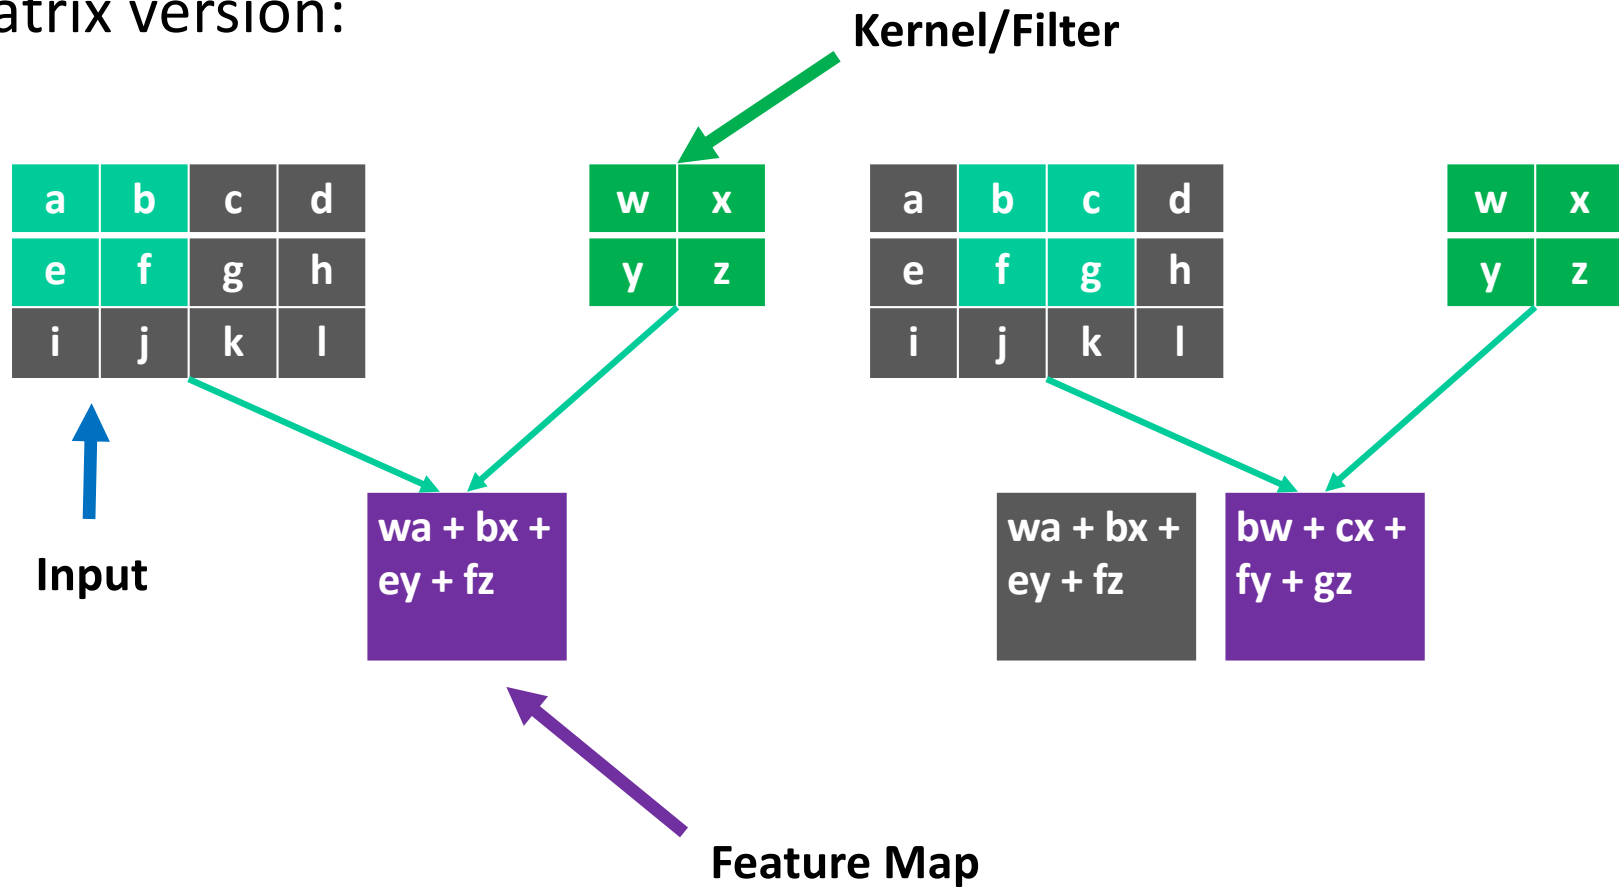 atrix version:
Kernel/Filter
a b c d
e f g h
i j k l
w x
y z
a b c d
e f g h
i j k l
w x
y z
wa + bx +
ey + fz
wa + bx +
ey + fz
bw + cx +
fy + gz
Input
Feature Map